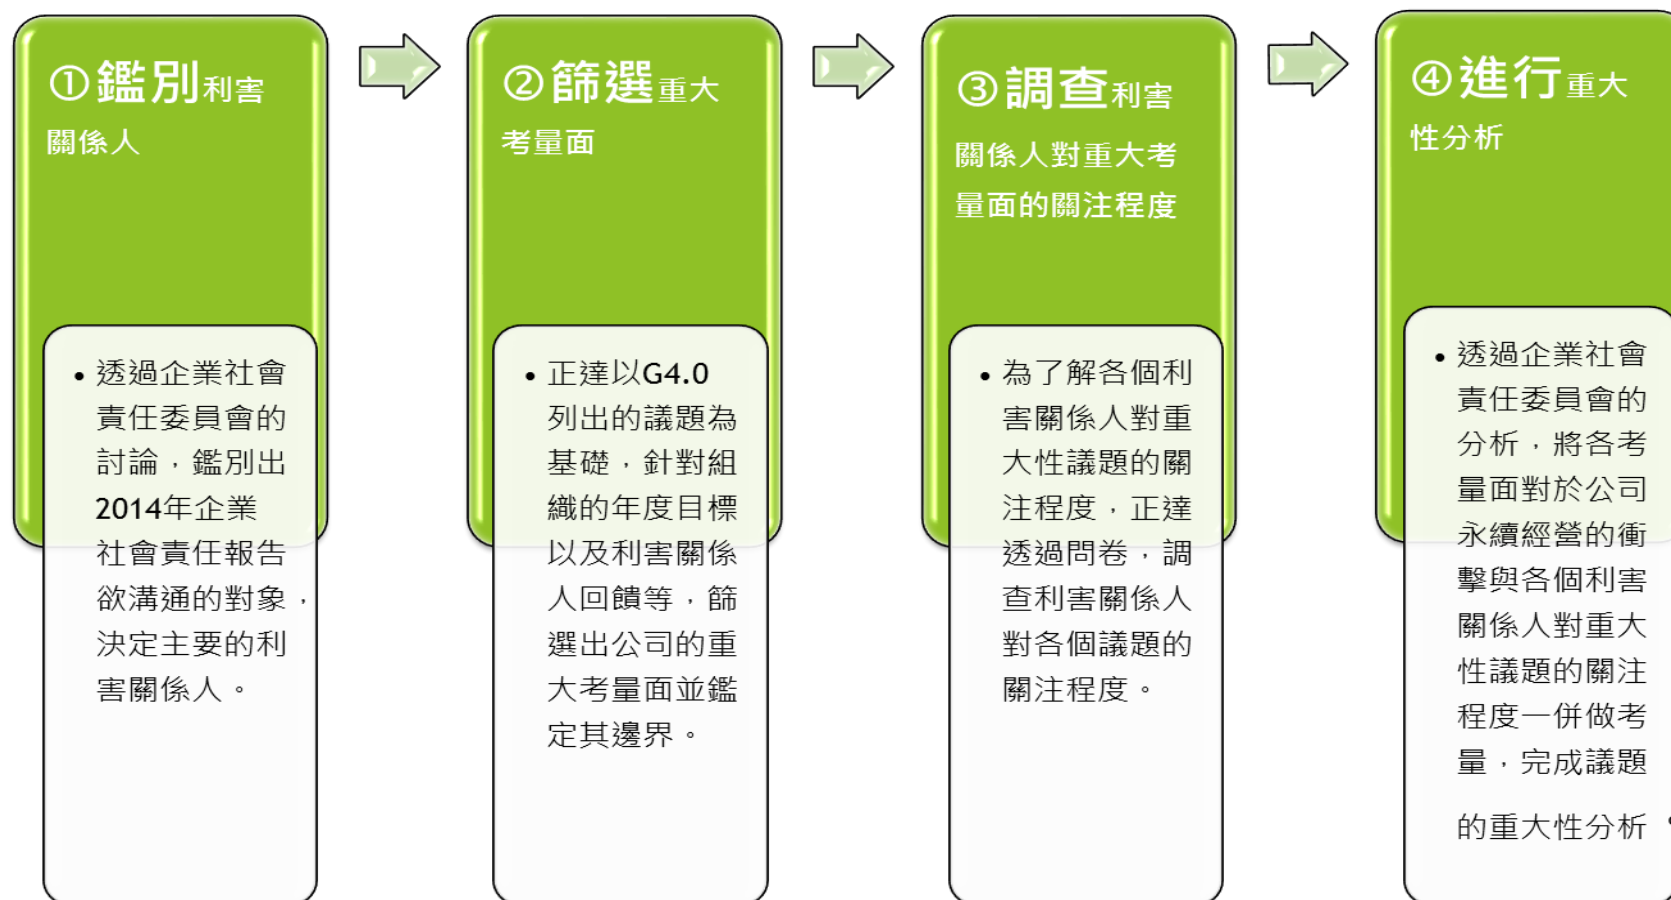 ①鑑別利害
關係人
• 透過企業社會
責任委員會的
討論，鑑別出
2014年企業
社會責任報告
欲溝通的對象，
決定主要的利
害關係人。
②篩選重大
考量面
• 正達以G4.0
列出的議題為
基礎，針對組
織的年度目標
以及利害關係
人回饋等，篩
選出公司的重
大考量面並鑑
定其邊界。
③調查利害
關係人對重大考
量面的關注程度
• 為了解各個利
害關係人對重
大性議題的關
注程度，正達
透過問卷，調
查利害關係人
對各個議題的
關注程度。
④進行重大
性分析
• 透過企業社會
責任委員會的
分析，將各考
量面對於公司
永續經營的衝
擊與各個利害
關係人對重大
性議題的關注
程度一併做考
量，完成議題
的重大性分析。